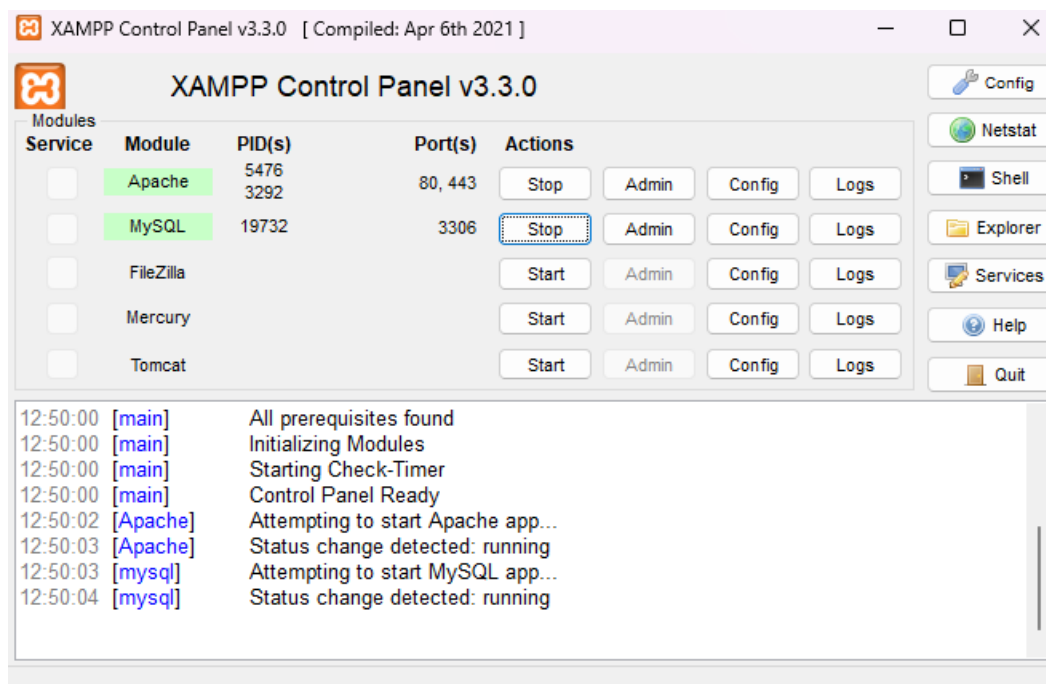 XAMPP Control Panel v3.3.0 [ Compiled: Apr 6th 2021 ]
XAMPP Control Panel v3.3.0
Config
Modules
Service Module PID(s) Port(s) Actions
Netstat
Apache 5476 3292 80, 443 Stop Admin Config Logs
Shell
MySQL 19732 3306 Stop Admin Config Logs
Explorer
FileZilla Start Admin Config Logs
Services
Mercury Start Admin Config Logs
Help
Tomcat Start Admin Config Logs
Quit
12:50:00 [main] All prerequisites found
12:50:00 [main] Initializing Modules
12:50:00 [main] Starting Check-Timer
12:50:00 [main] Control Panel Ready
12:50:02 [Apache] Attempting to start Apache app...
12:50:03 [Apache] Status change detected: running
12:50:03 [mysql] Attempting to start MySQL app...
12:50:04 [mysql] Status change detected: running